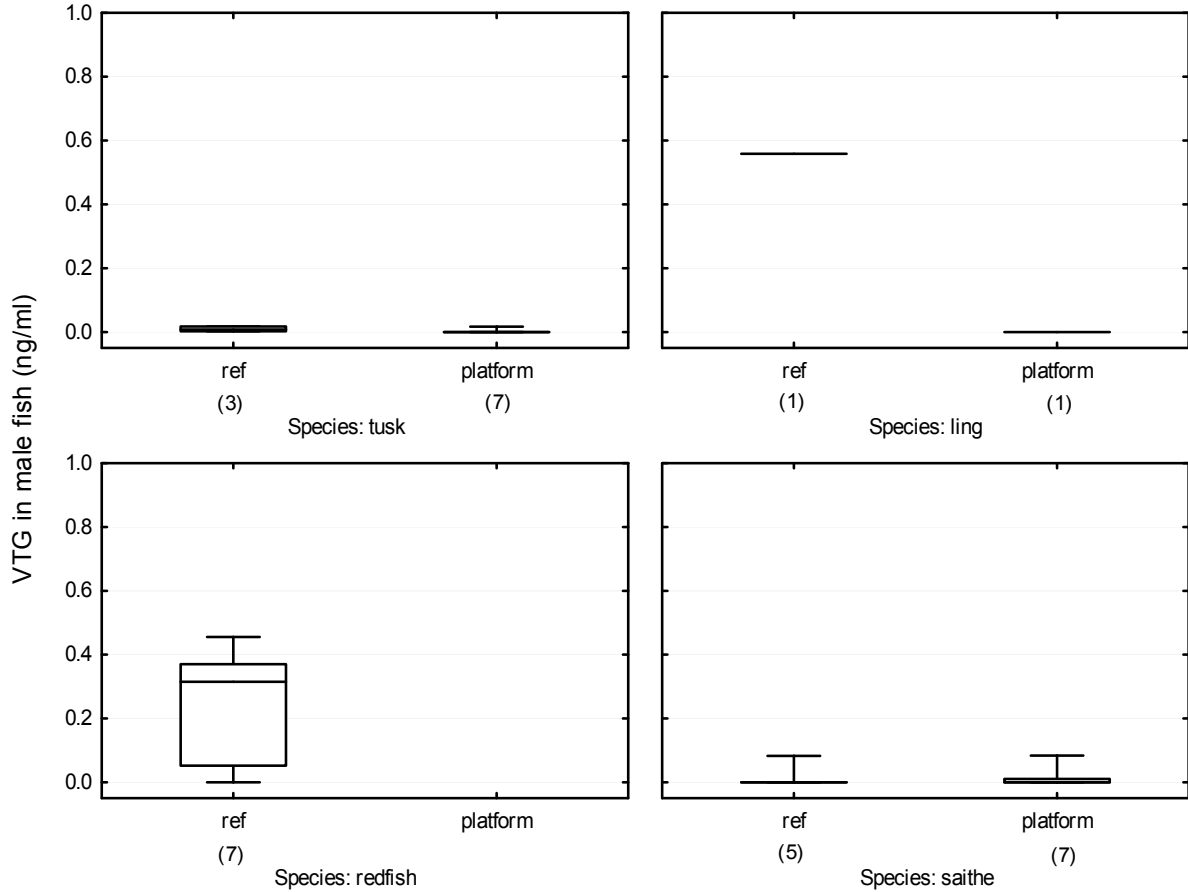 VTG in male fish (ng/ml)
1.0
0.8
0.6
0.4
0.2
0.0
ref
platform
ref
platform
(3)
(7)
(1)
(1)
Species: tusk
Species: ling
1.0
0.8
0.6
0.4
0.2
0.0
ref
platform
ref
platform
(7)
(5)
(7)
Species: redfish
Species: saithe